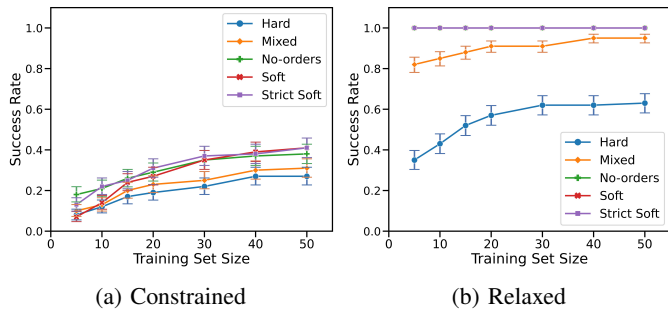 1.0
0.8
0.6
0.4
0.2
0.0
Success Rate
0 10 20 30 40 50
Training Set Size
Hard
Mixed
No-orders
Soft
Strict Soft
(a) Constrained
1.0
0.8
0.6
0.4
0.2
0.0
Success Rate
0 10 20 30 40 50
Training Set Size
Hard
Mixed
No-orders
Soft
Strict Soft
(b) Relaxed